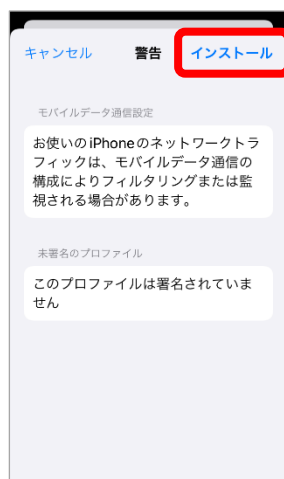 キャンセル 警告 インストール
モバイルデータ通信設定
お使いのiPhoneのネットワークトラ
フィックは、モバイルデータ通信の
構成によりフィルタリングまたは監
視される場合があります。
未署名のプロファイル
このプロファイルは署名されていま
せん